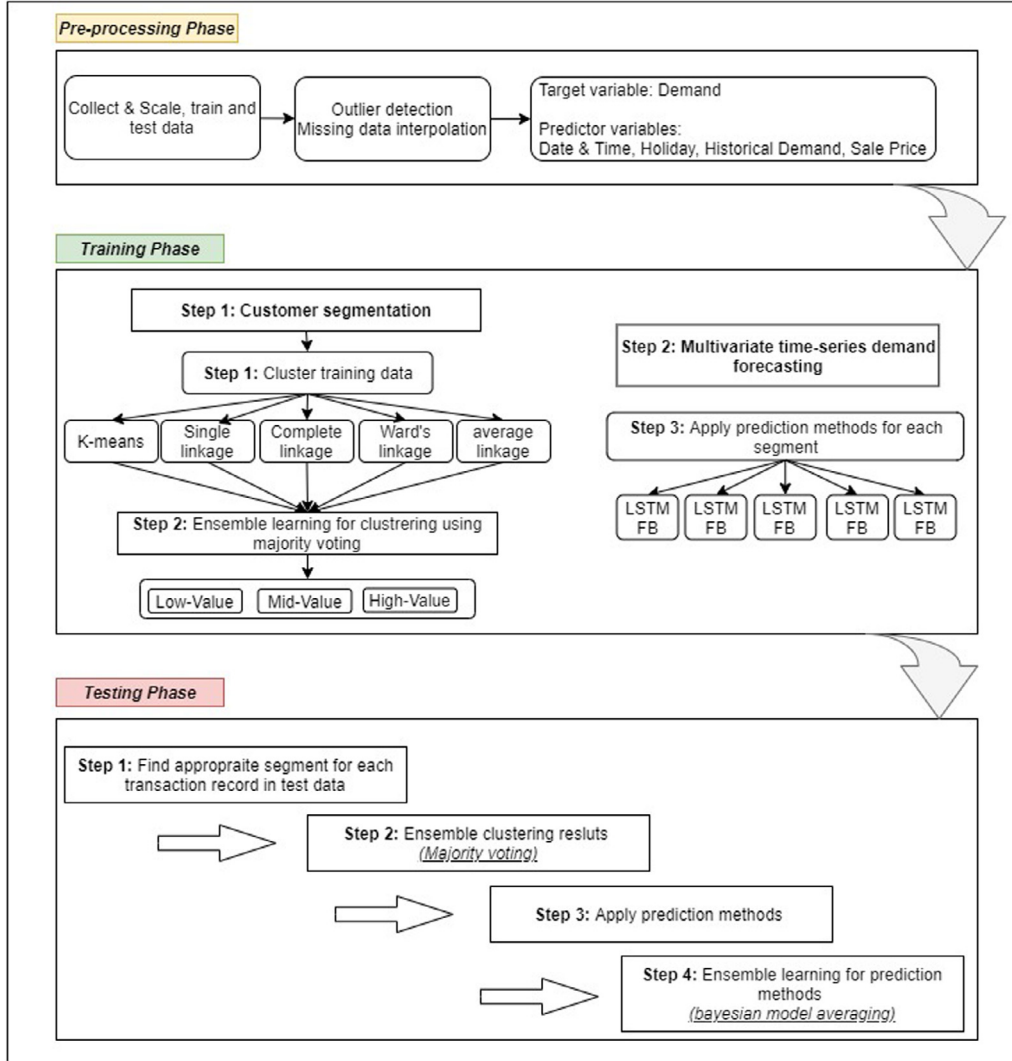 Pre-processing Phase
Collect & Scale, train and
test data
Outlier detection
Missing data interpolation
Target variable: Demand
Predictor variables:
Date & Time, Holiday, Historical Demand, Sale Price
Training Phase
Step 1: Customer segmentation
Step 1: Cluster training data
K-means
Single
linkage
Complete
linkage
Ward's
linkage
average
linkage
Step 2: Ensemble learning for clustrering using
majority voting
Low-Value
Mid-Value
High-Value
Step 2: Multivariate time-series demand
forecasting
Step 3: Apply prediction methods for each
segment
LSTM
FB
LSTM
FB
LSTM
FB
LSTM
FB
LSTM
FB
Testing Phase
Step 1: Find appropraite segment for each
transaction record in test data
Step 2: Ensemble clustering resluts
(Majority voting)
Step 3: Apply prediction methods
Step 4: Ensemble learning for prediction
methods
(bayesian model averaging)